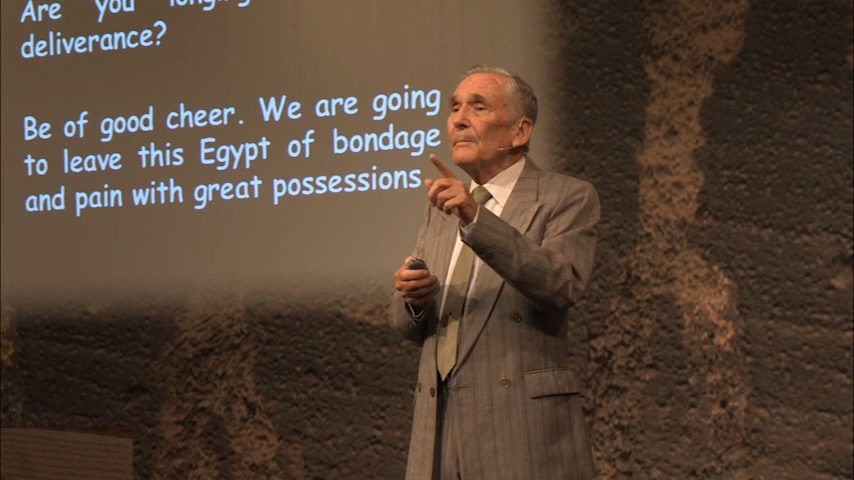 Are you
deliverance?
Be of good cheer. We are going
to leave this Egypt of bondage
and pain with great possessions